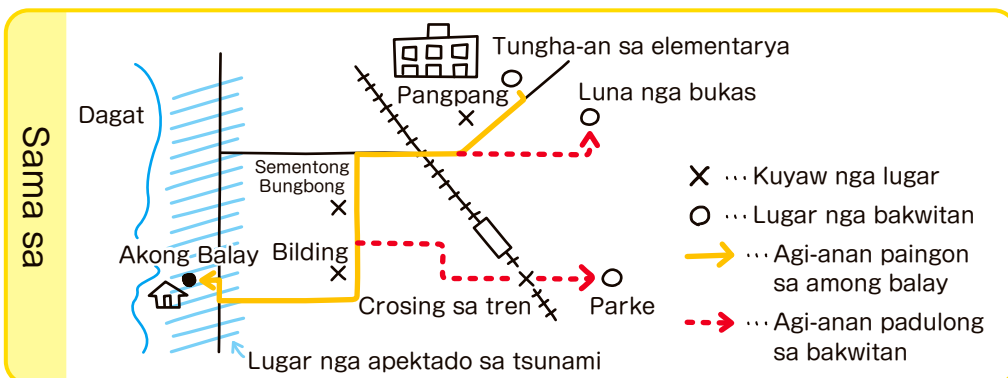 Sama sa
Tungha-an sa elementarya
Pangpang
Luna nga bukas
Dagat
Sementong
Bungbong
Akong Balay
Bilding
Crosing sa tren
Parke
Lugar nga apektado sa tsunami
× ··· Kuyaw nga lugar
○ ··· Lugar nga bakwitan
··· Agi-anan paingon
sa among balay
··· Agi-anan padulong
sa bakwitan